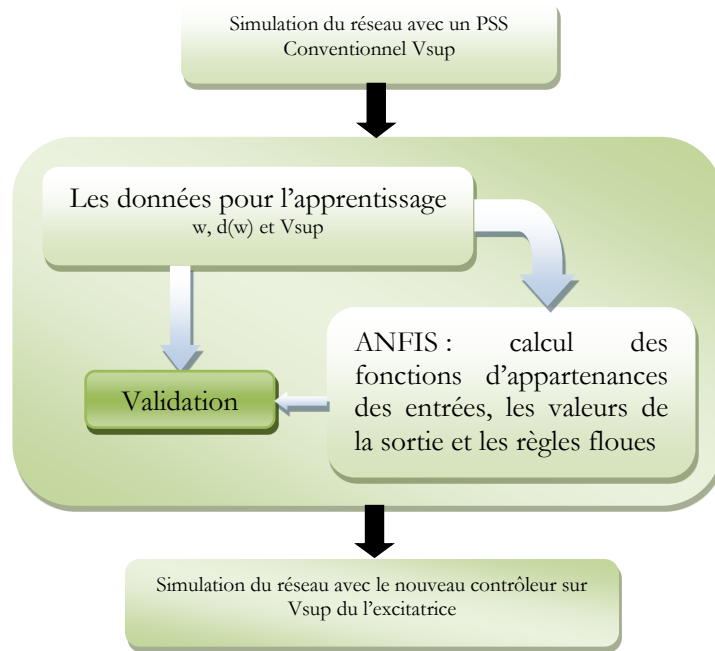 Simulation du réseau avec un PSS
Conventionnel Vsup
Les données pour l'apprentissage
w, d(w) et Vsup
ANFIS : calcul des
fonctions d'appartenances
des entrées, les valeurs de
la sortie et les règles floues
Validation
Simulation du réseau avec le nouveau contrôleur sur
Vsup du l'excitatrice